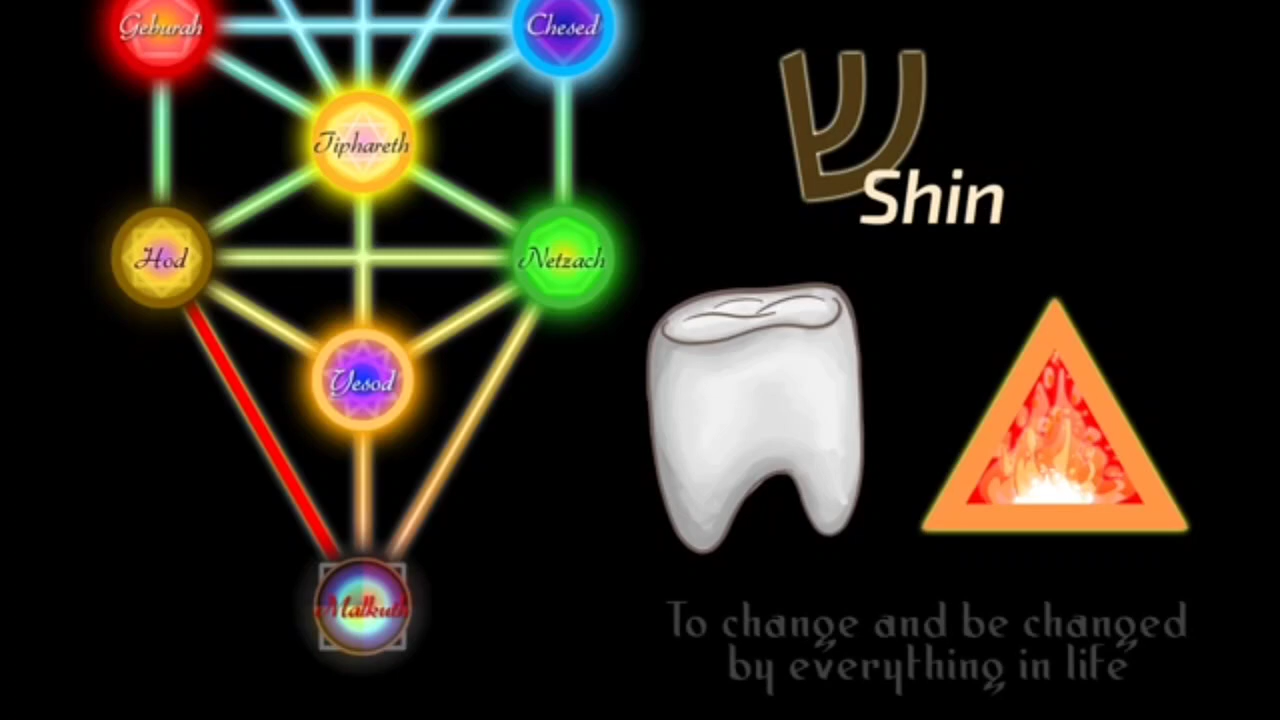 Geburah
Chesed
Tiphareth
Hod
Netzach
Yesod
Malkuth
ש
Shin
To change and be changed
by everything in life